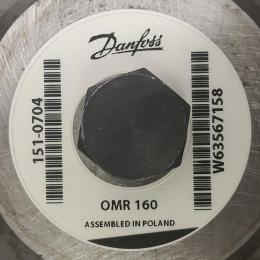 Danfoss
151-0704
W63567158
OMR 160
ASSEMBLED IN POLAND